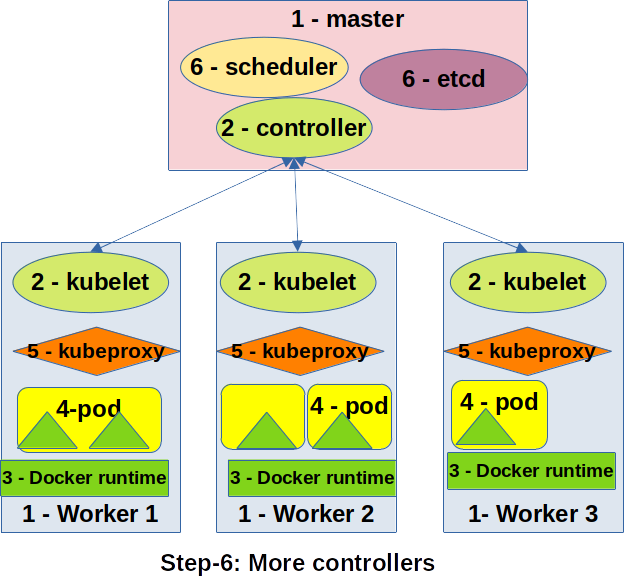 1 - master
6 - scheduler
6 - etcd
2 - controller
2 - kubelet
2 - kubelet
2 - kubelet
5 - kubeproxy
5 - kubeproxy
5 - kubeproxy
4-pod
4 - pod
4 - pod
3 - Docker runtime
3 - Docker runtime
3 - Docker runtime
1 - Worker 1
1 - Worker 2
1- Worker 3
Step-6: More controllers